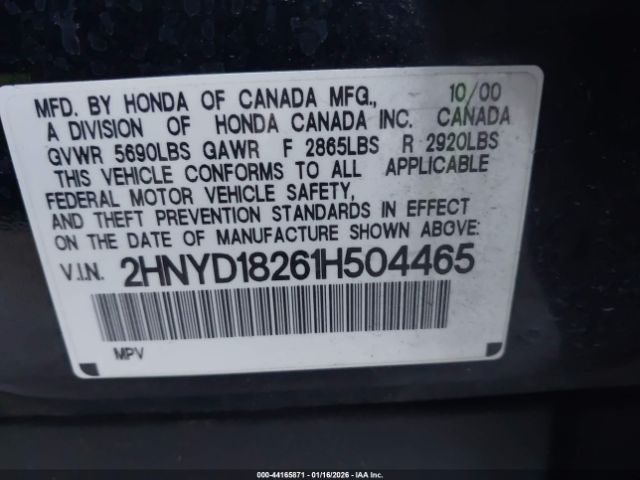 MFD. BY HONDA OF CANADA MFG., 10/00
A DIVISION OF HONDA CANADA INC. CANADA
GVWR 5690LBS GAWR F 2865LBS R 2920LBS
THIS VEHICLE CONFORMS TO ALL APPLICABLE
FEDERAL MOTOR VEHICLE SAFETY,
AND THEFT PREVENTION STANDARDS IN EFFECT
ON THE DATE OF MANUFACTURE SHOWN ABOVE.
V.I.N. 2HNYD18261H504465
MPV
000-44165871 - 01/16/2026 - IAA, Inc.